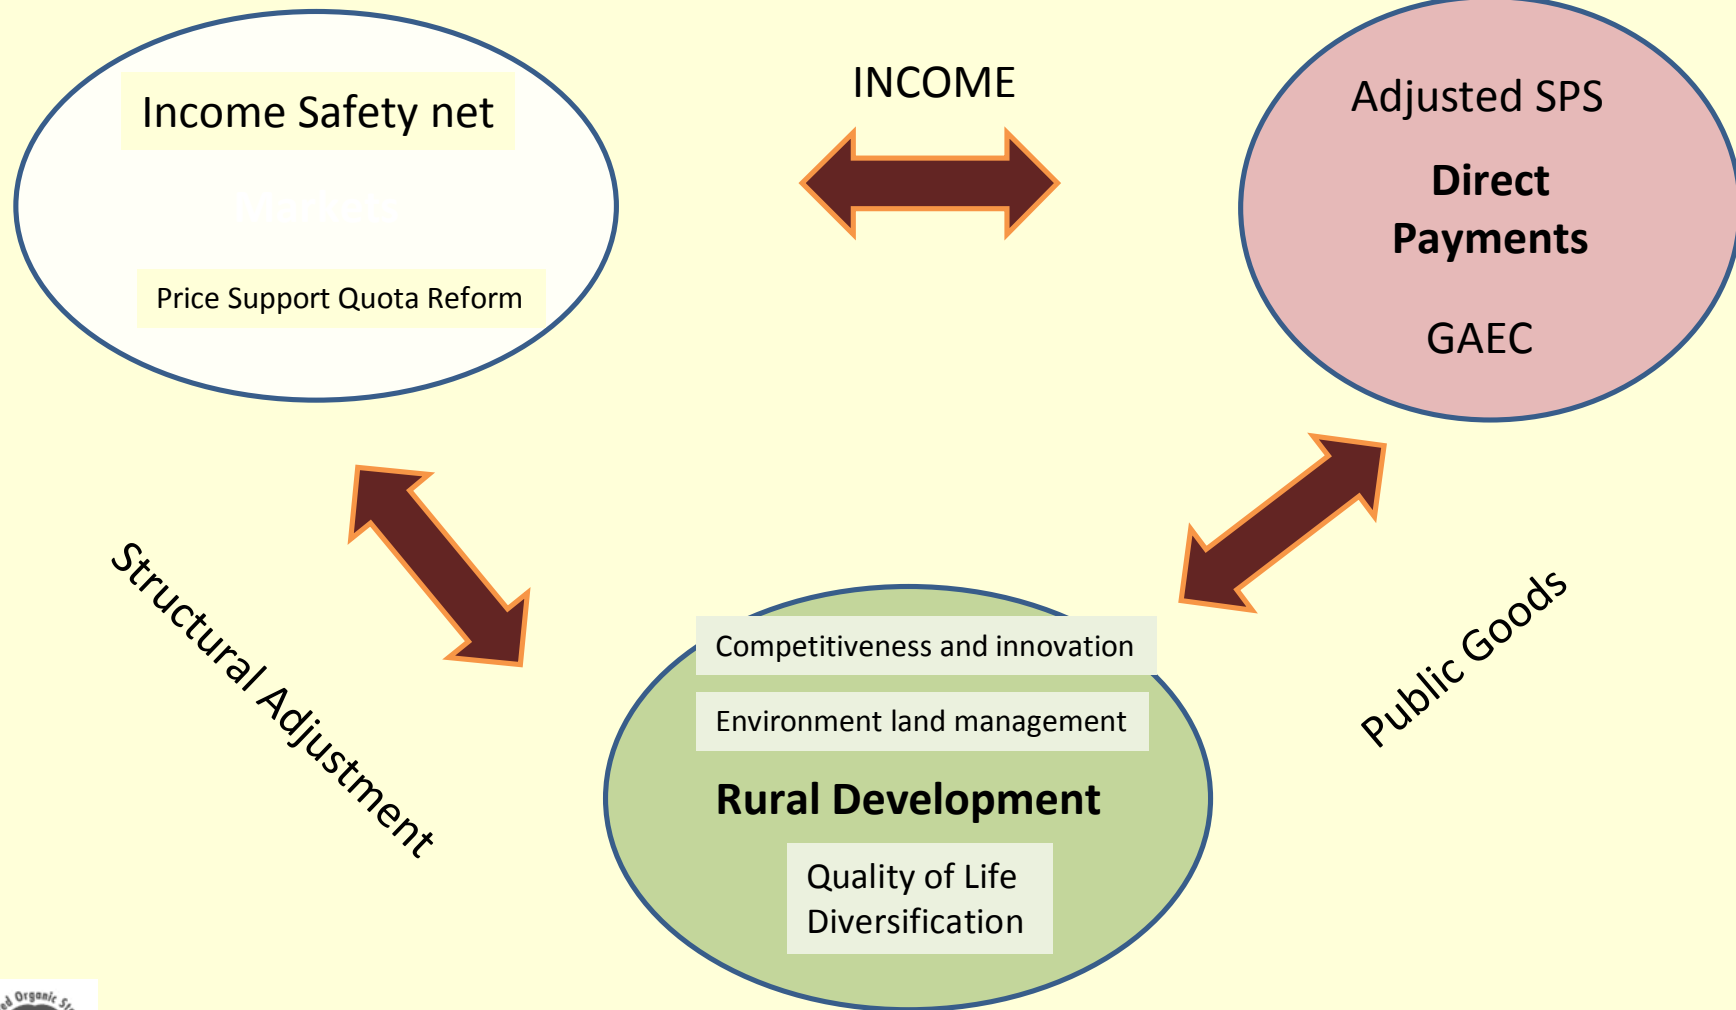 Income Safety net
Markets
Price Support Quota Reform
INCOME
Adjusted SPS
Direct
Payments
GAEC
Structural Adjustment
Public Goods
Competitiveness and innovation
Environment land management
Rural Development
Quality of Life
Diversification